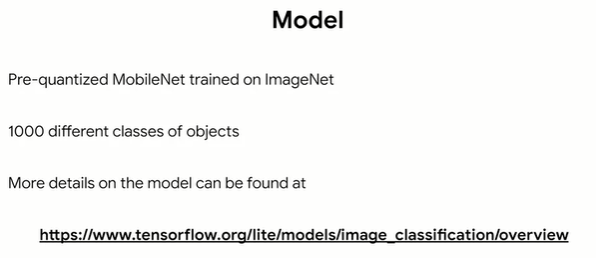 Model
Pre-quantized MobileNet trained on ImageNet
1000 different classes of objects
More details on the model can be found at
https://www.tensorflow.org/lite/models/image_classification/overview